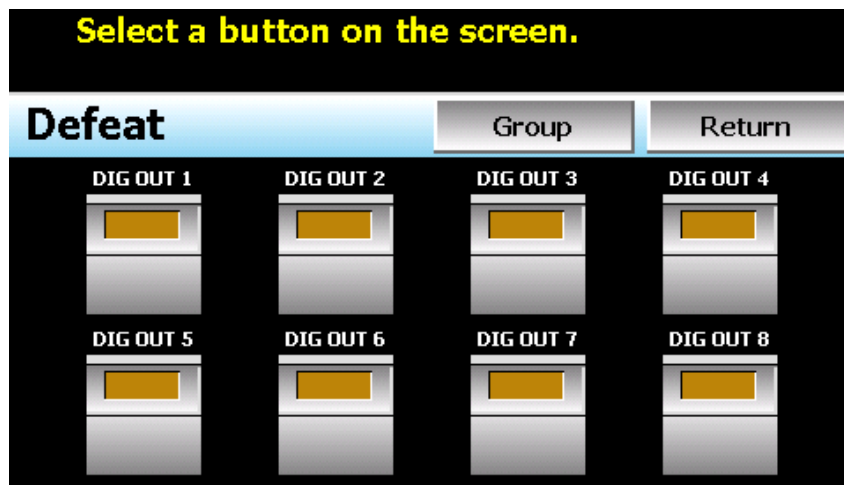 Select a button on the screen.
Defeat
Group
Return
DIG OUT 1
DIG OUT 2
DIG OUT 3
DIG OUT 4
DIG OUT 5
DIG OUT 6
DIG OUT 7
DIG OUT 8